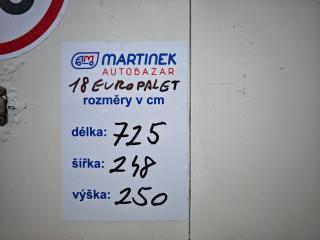 MARTINEK
AUTOBAZAR
18 EUROPALET
rozměry v cm
délka: 725
šířka: 248
výška: 250